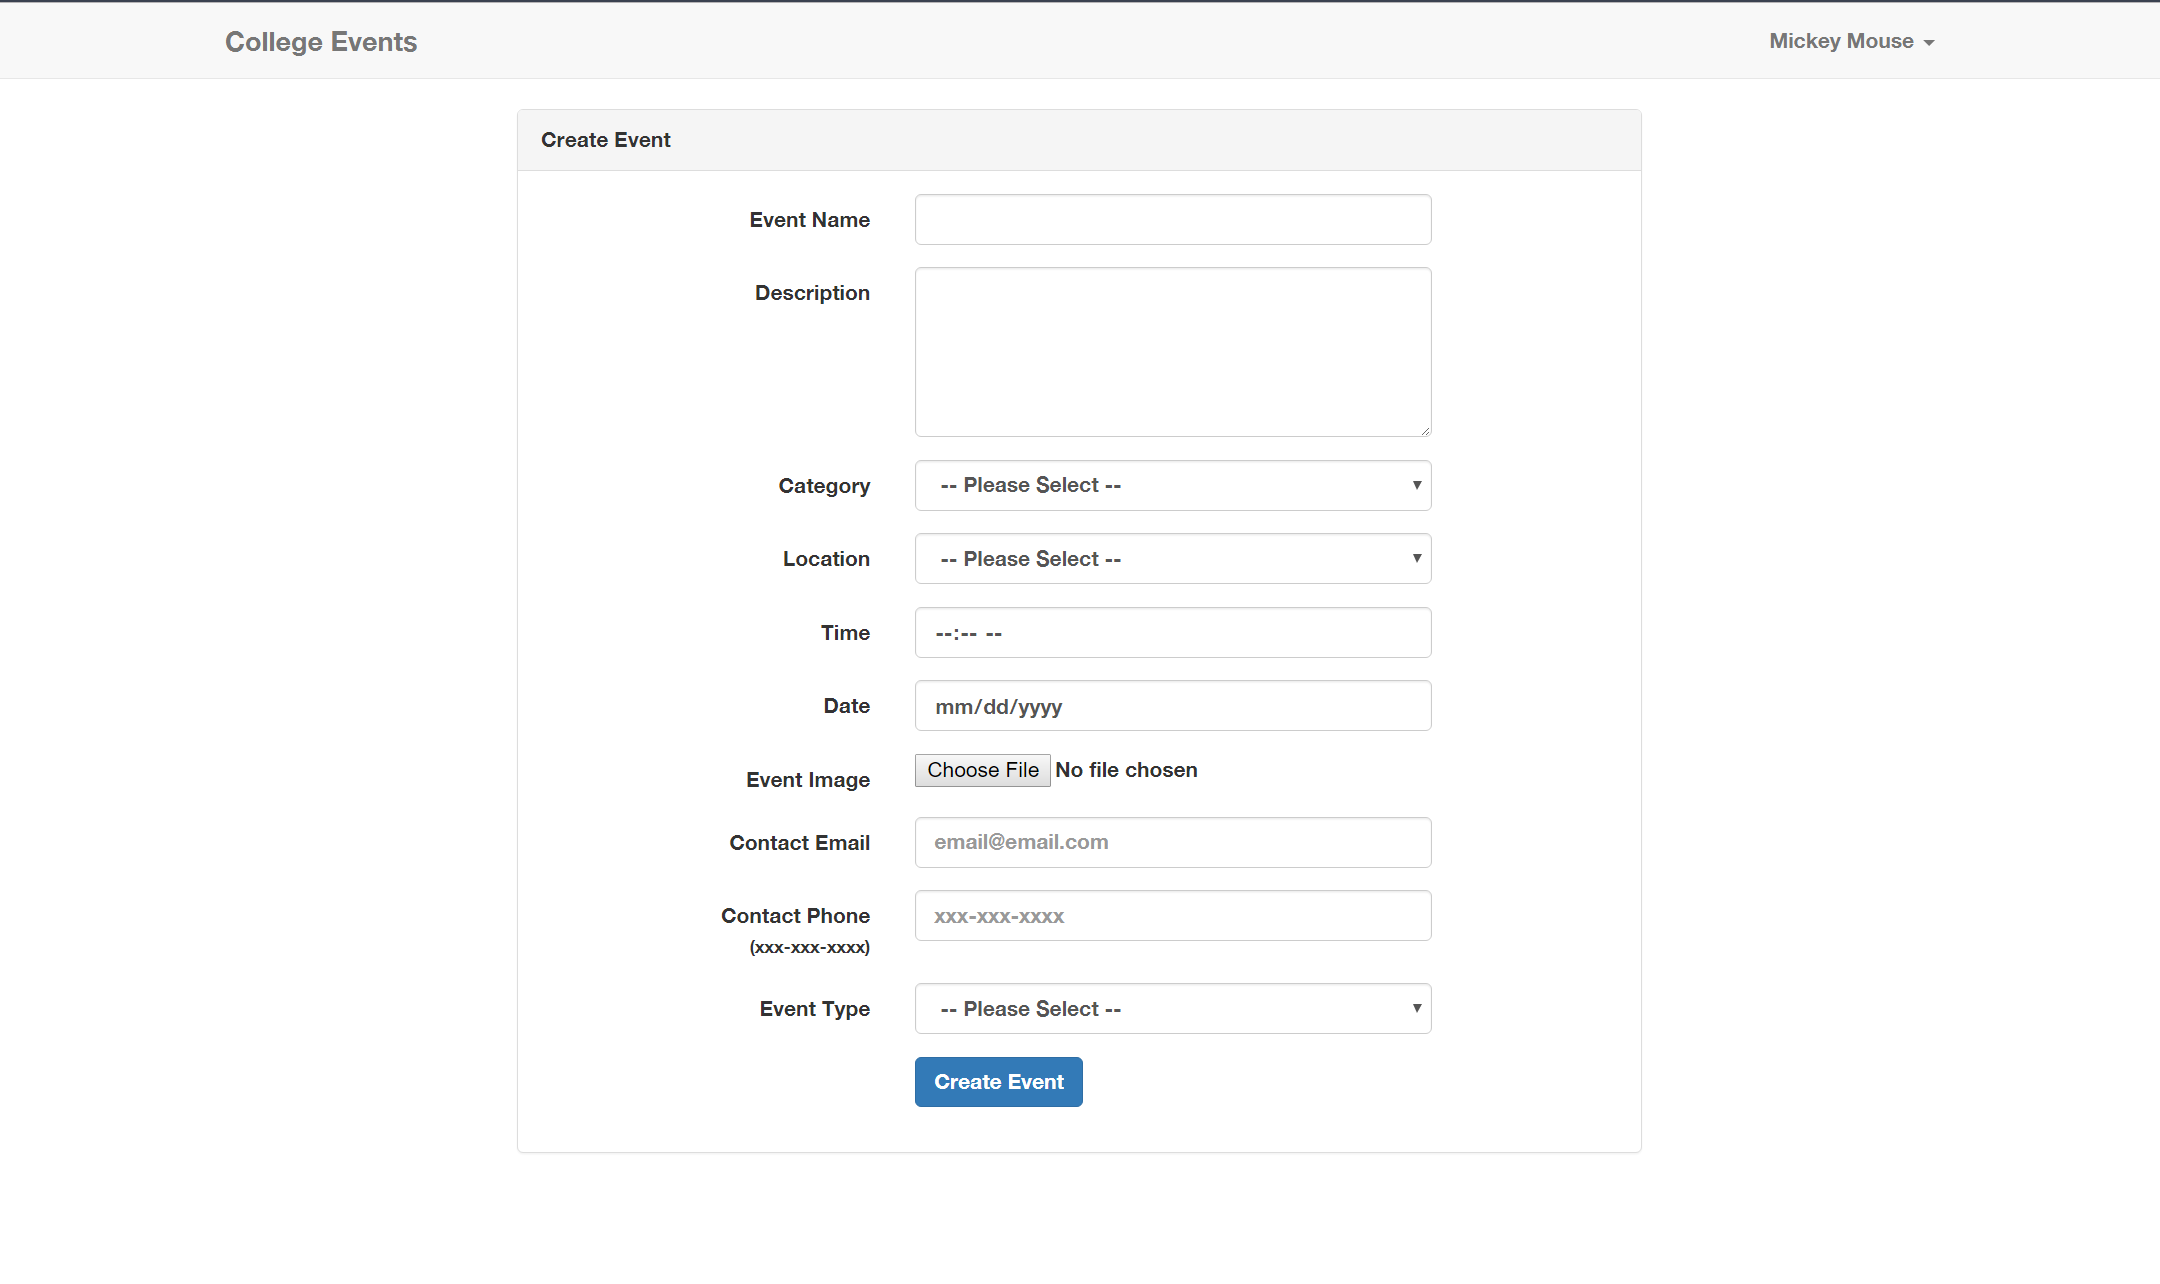 College Events
Mickey Mouse
Create Event
Event Name
Description
Category -- Please Select --
Location -- Please Select --
Time --:-- --
Date mm/dd/yyyy
Event Image Choose File No file chosen
Contact Email email@email.com
Contact Phone xxx-xxx-xxxx
(xxx-xxx-xxxx)
Event Type -- Please Select --
Create Event